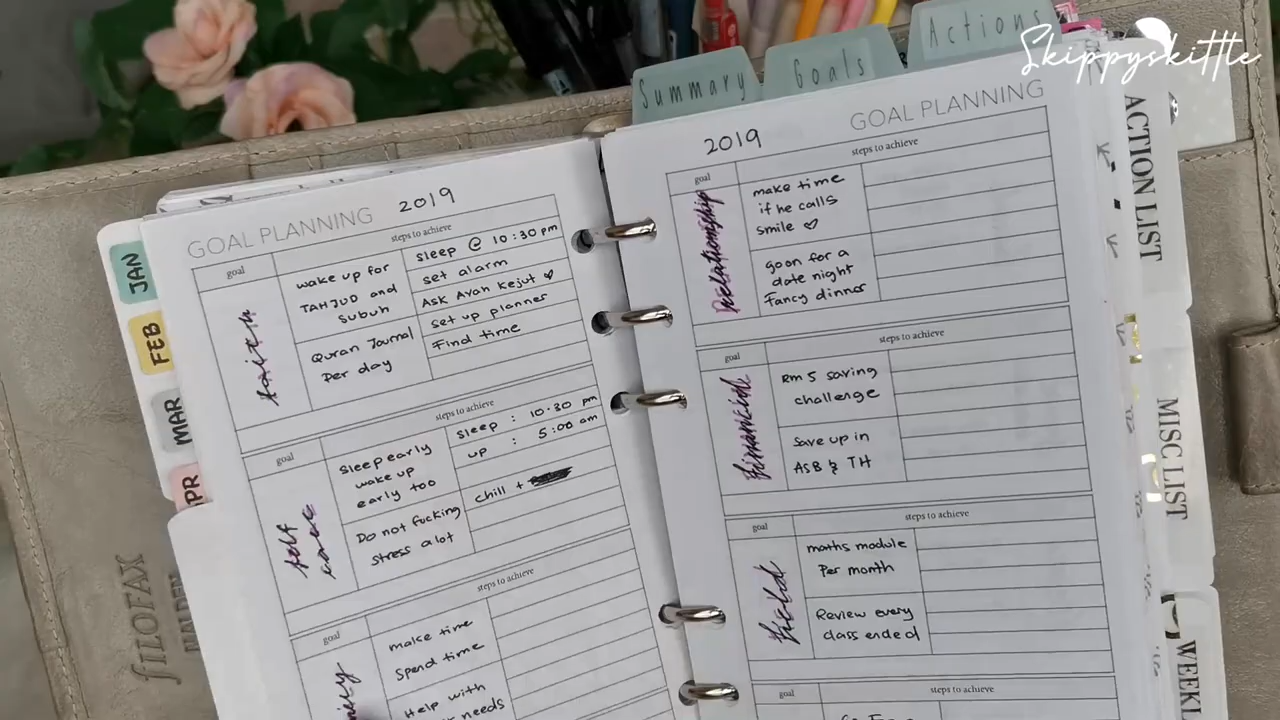 Skippyskittle
Summary
Goals
Actions
ACTION LIST
MISC LIST
JAN
FEB
MAR
FILOFAX
GOAL PLANNING 2019
goal
steps to achieve
faith
wake up for
TAHJUD and
Subuh
Quran Journal
Per day
sleep @ 10:30 pm
set alarm
Ask Ayah Kejut
set up planner
Find time
goal
steps to achieve
self
care
Sleep early
wake up
early too
Do not fucking
stress a lot
sleep : 10.30 pm
up : 5:00 am
chill +
goal
steps to achieve
make time
Spend time
Help with
needs
2019 GOAL PLANNING
goal
steps to achieve
Relationship
make time
if he calls
smile ♡
goon for a
date night
Fancy dinner
goal
steps to achieve
financial
Rm 5 saving
challenge
Save up in
ASB & TH
goal
steps to achieve
field
maths module
Per month
Review every
class ended
goal
steps to achieve